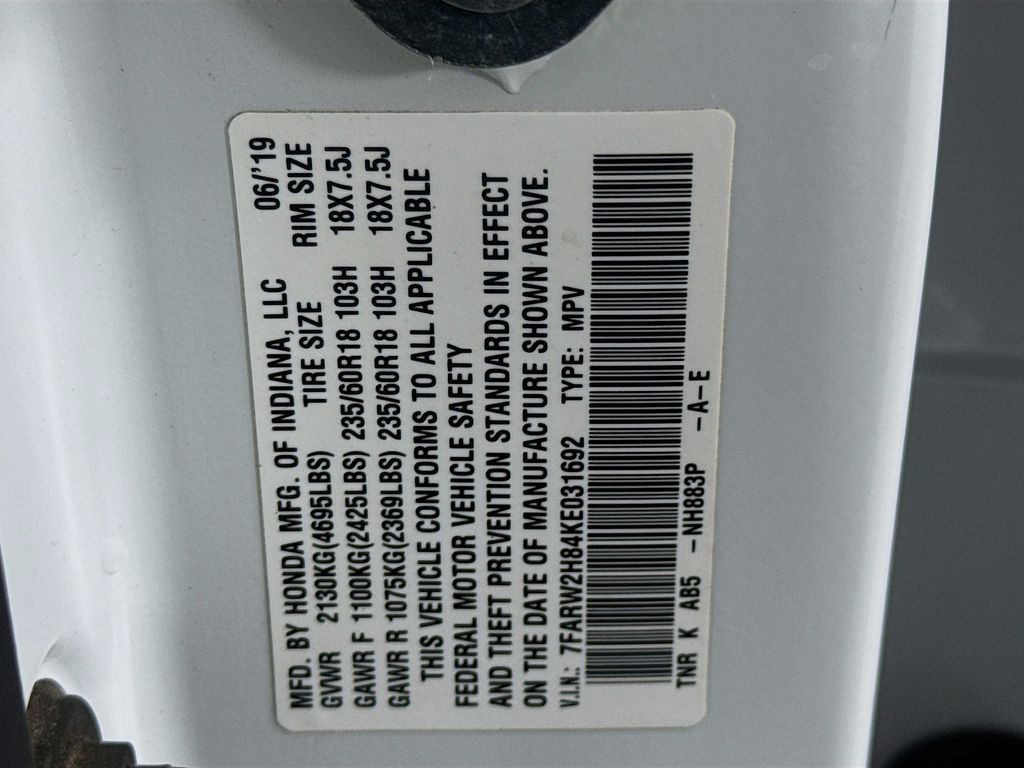 MFD. BY HONDA MFG. OF INDIANA, LLC 06/'19
GVWR 2130KG(4695LBS) TIRE SIZE RIM SIZE
GAWR F 1100KG(2425LBS) 235/60R18 103H 18X7.5J
GAWR R 1075KG(2369LBS) 235/60R18 103H 18X7.5J
THIS VEHICLE CONFORMS TO ALL APPLICABLE
FEDERAL MOTOR VEHICLE SAFETY
AND THEFT PREVENTION STANDARDS IN EFFECT
ON THE DATE OF MANUFACTURE SHOWN ABOVE.
V.I.N.: 7FARW2H84KE031692 TYPE: MPV
TNR K AB5 -NH883P -A-E